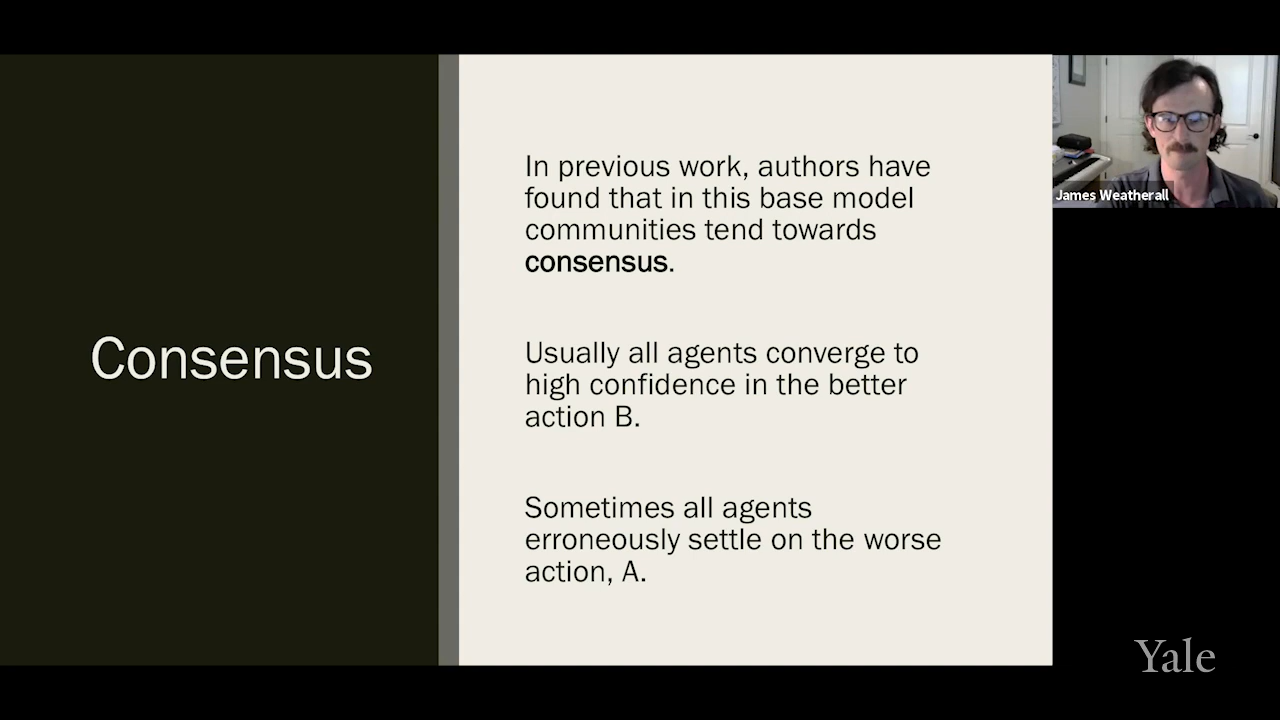 Consensus
In previous work, authors have
found that in this base model
communities tend towards
consensus.
Usually all agents converge to
high confidence in the better
action B.
Sometimes all agents
erroneously settle on the worse
action, A.
James Weatherall
Yale